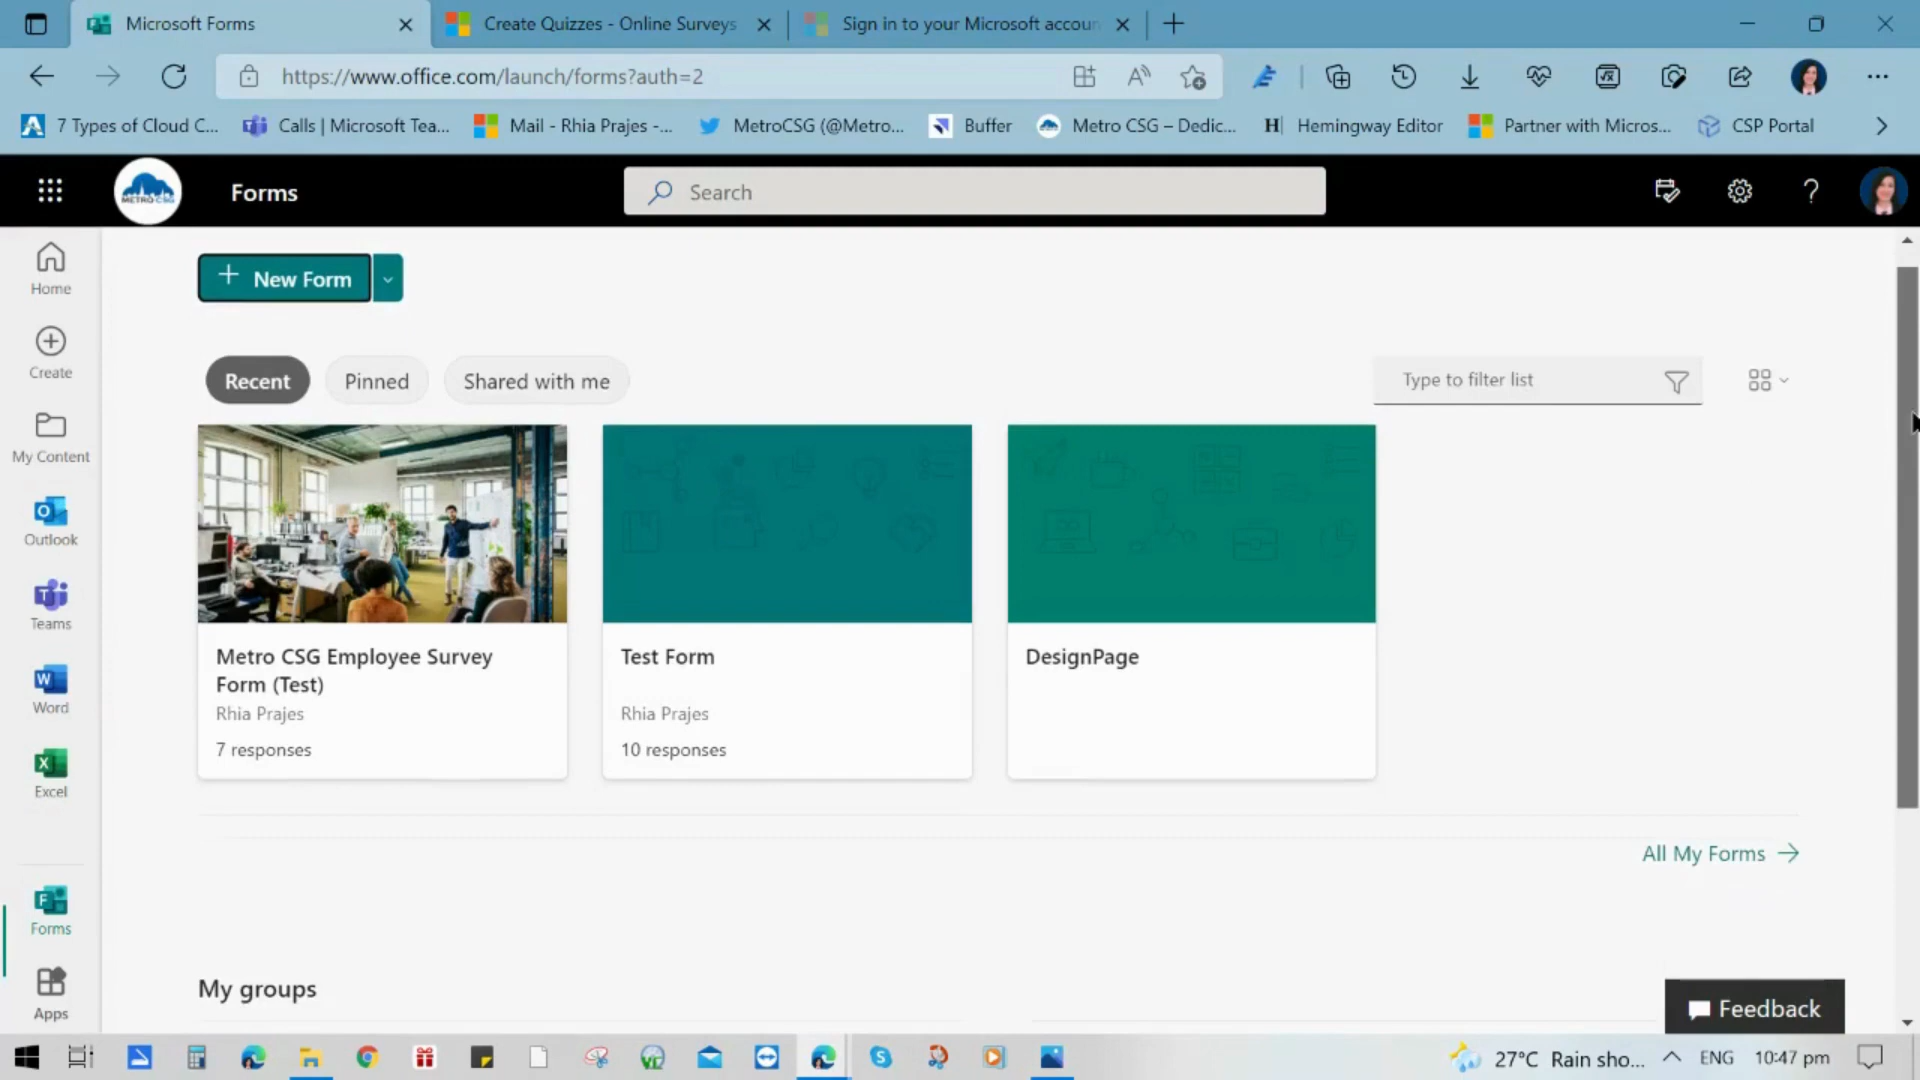 Microsoft Forms
Create Quizzes - Online Surveys
Sign in to your Microsoft accoun
https://www.office.com/launch/forms?auth=2
7 Types of Cloud C...
Calls | Microsoft Tea...
Mail - Rhia Prajes -...
MetroCSG (@Metro...
Buffer
Metro CSG – Dedic...
Hemingway Editor
Partner with Micros...
CSP Portal
METRO CSG
Forms
Search
Home
Create
My Content
Outlook
Teams
Word
Excel
Forms
Apps
New Form
Recent
Pinned
Shared with me
Type to filter list
Metro CSG Employee Survey
Form (Test)
Rhia Prajes
7 responses
Test Form
Rhia Prajes
10 responses
DesignPage
All My Forms
My groups
Feedback
27°C Rain sho...
ENG
10:47 pm